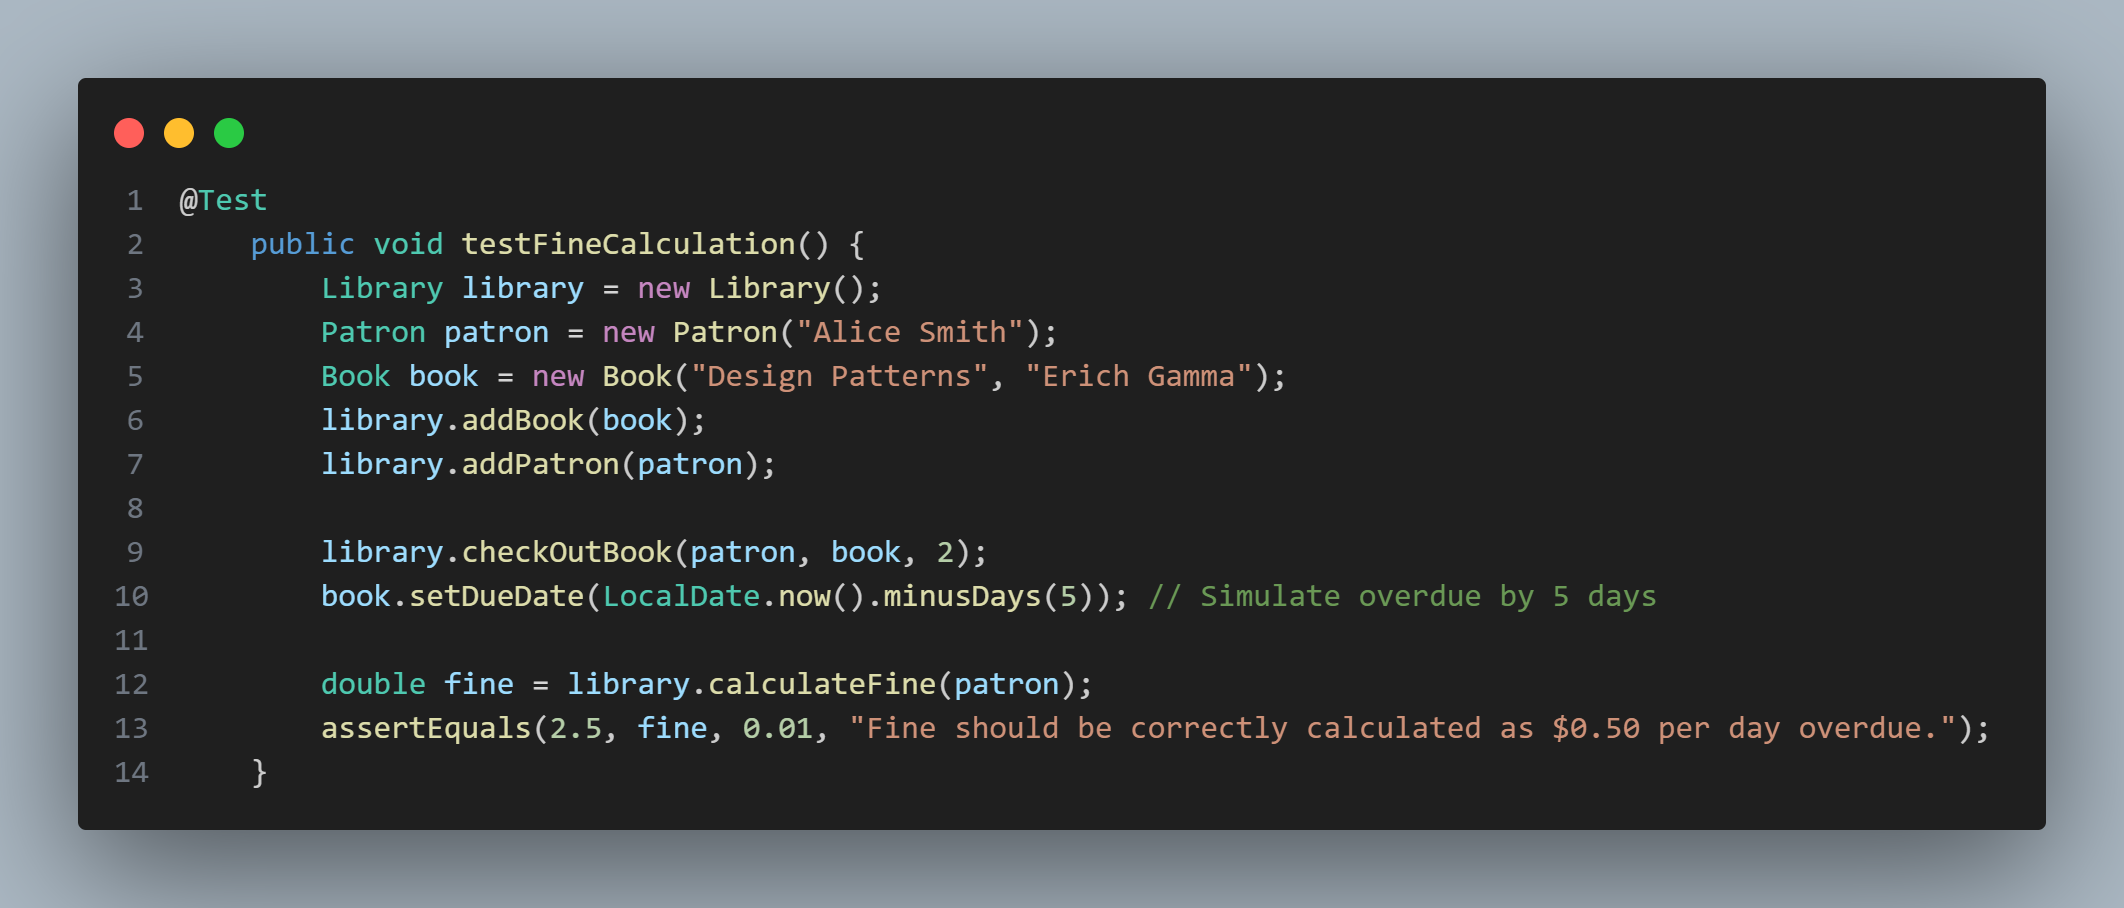 1 @Test
2     public void testFineCalculation() {
3         Library library = new Library();
4         Patron patron = new Patron("Alice Smith");
5         Book book = new Book("Design Patterns", "Erich Gamma");
6         library.addBook(book);
7         library.addPatron(patron);
8
9         library.checkOutBook(patron, book, 2);
10         book.setDueDate(LocalDate.now().minusDays(5)); // Simulate overdue by 5 days
11
12         double fine = library.calculateFine(patron);
13         assertEquals(2.5, fine, 0.01, "Fine should be correctly calculated as $0.50 per day overdue.");
14     }